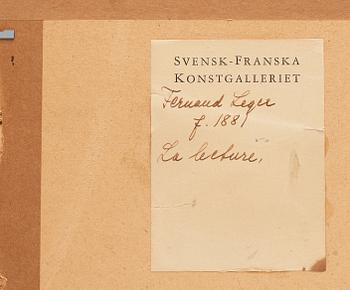 SVENSK-FRANSKA
KONSTGALLERIET
Fernand Leger
f. 1881
La lecture.